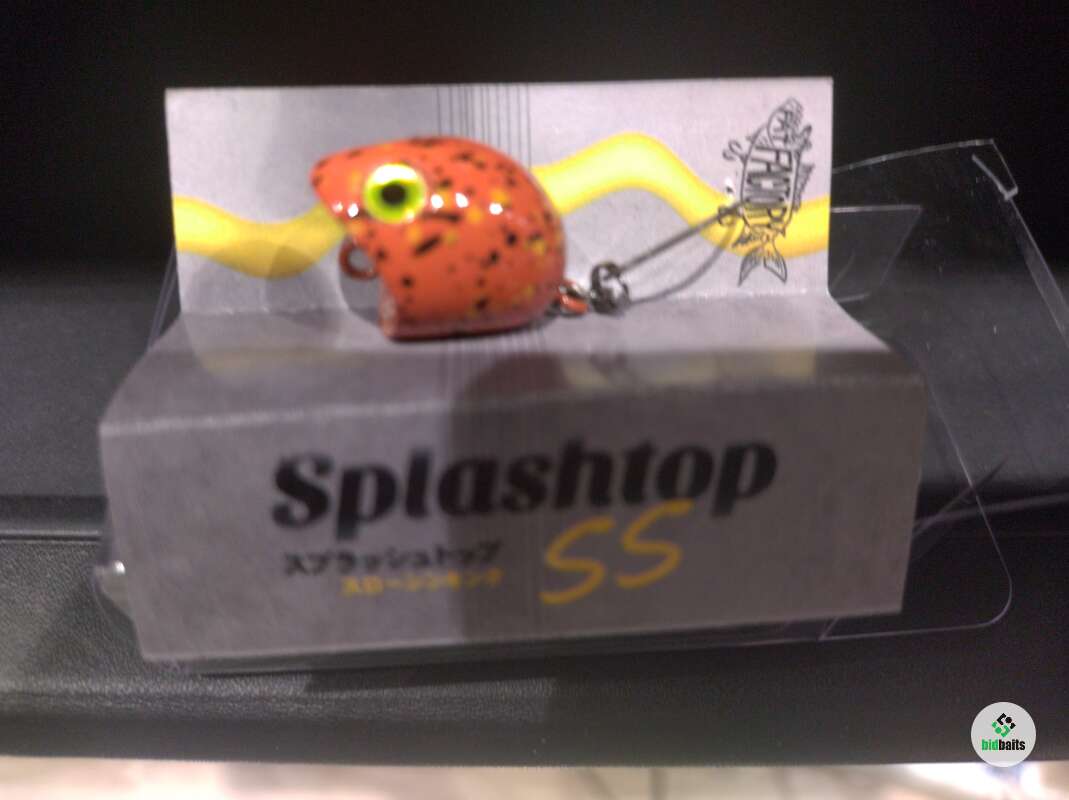 FACTORY
Splashtop
スプラッシュトップ
スローシンキング
SS
bidbaits